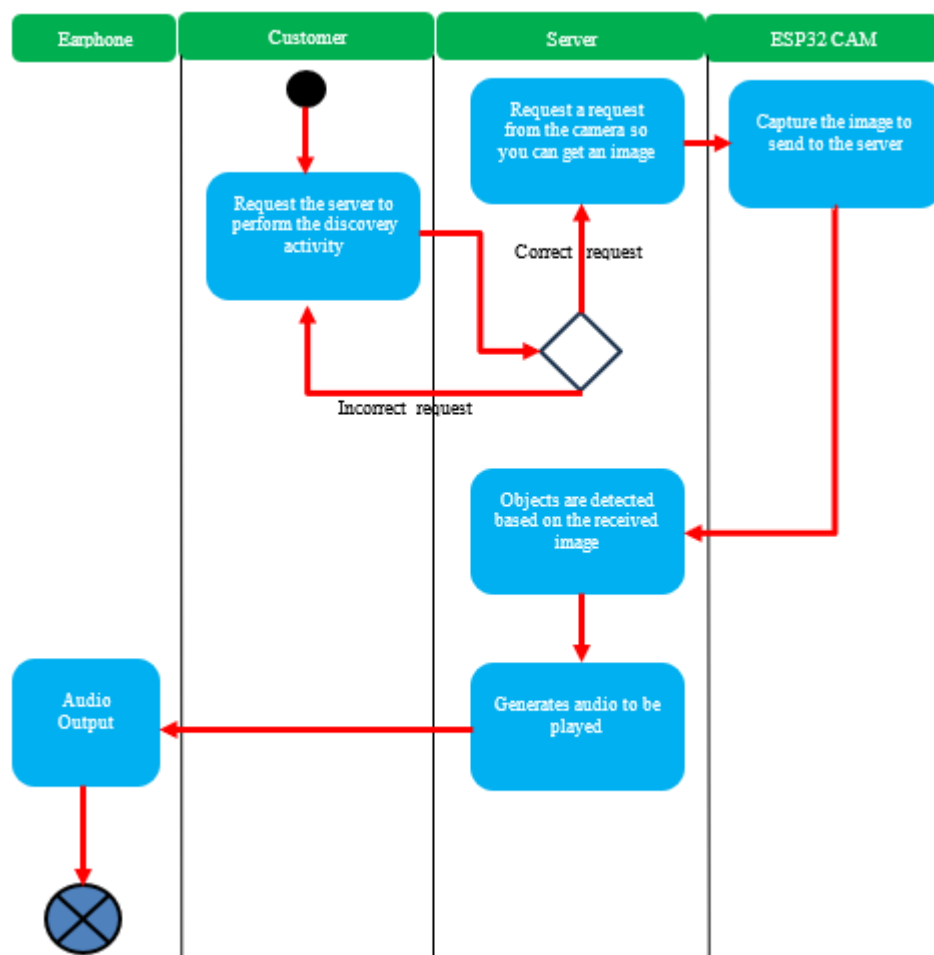 Earphone
Customer
Server
ESP32 CAM
Request a request
from the camera so
you can get an image
Capture the image to
send to the server
Request the server to
perform the discovery
activity
Correct request
Incorrect request
Objects are detected
based on the received
image
Audio
Output
Generates audio to be
played